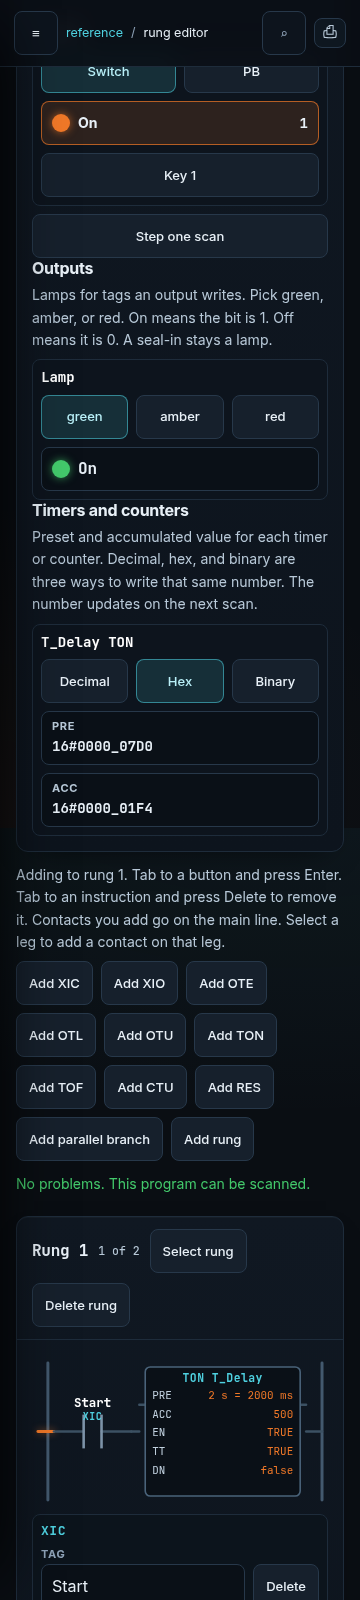 ≡
reference / rung editor
⌕
Switch
PB
On 1
Key 1
Step one scan
Outputs
Lamps for tags an output writes. Pick green,
amber, or red. On means the bit is 1. Off
means it is 0. A seal-in stays a lamp.
Lamp
green
amber
red
On
Timers and counters
Preset and accumulated value for each timer
or counter. Decimal, hex, and binary are
three ways to write that same number. The
number updates on the next scan.
T_Delay TON
Decimal
Hex
Binary
PRE
16#0000_07D0
ACC
16#0000_01F4
Adding to rung 1. Tab to a button and press Enter.
Tab to an instruction and press Delete to remove
it. Contacts you add go on the main line. Select a
leg to add a contact on that leg.
Add XIC
Add XIO
Add OTE
Add OTL
Add OTU
Add TON
Add TOF
Add CTU
Add RES
Add parallel branch
Add rung
No problems. This program can be scanned.
Rung 1 1 of 2
Select rung
Delete rung
Start
XIC
TON T_Delay
PRE 2 s = 2000 ms
ACC 500
EN TRUE
TT TRUE
DN false
XIC
TAG
Start
Delete